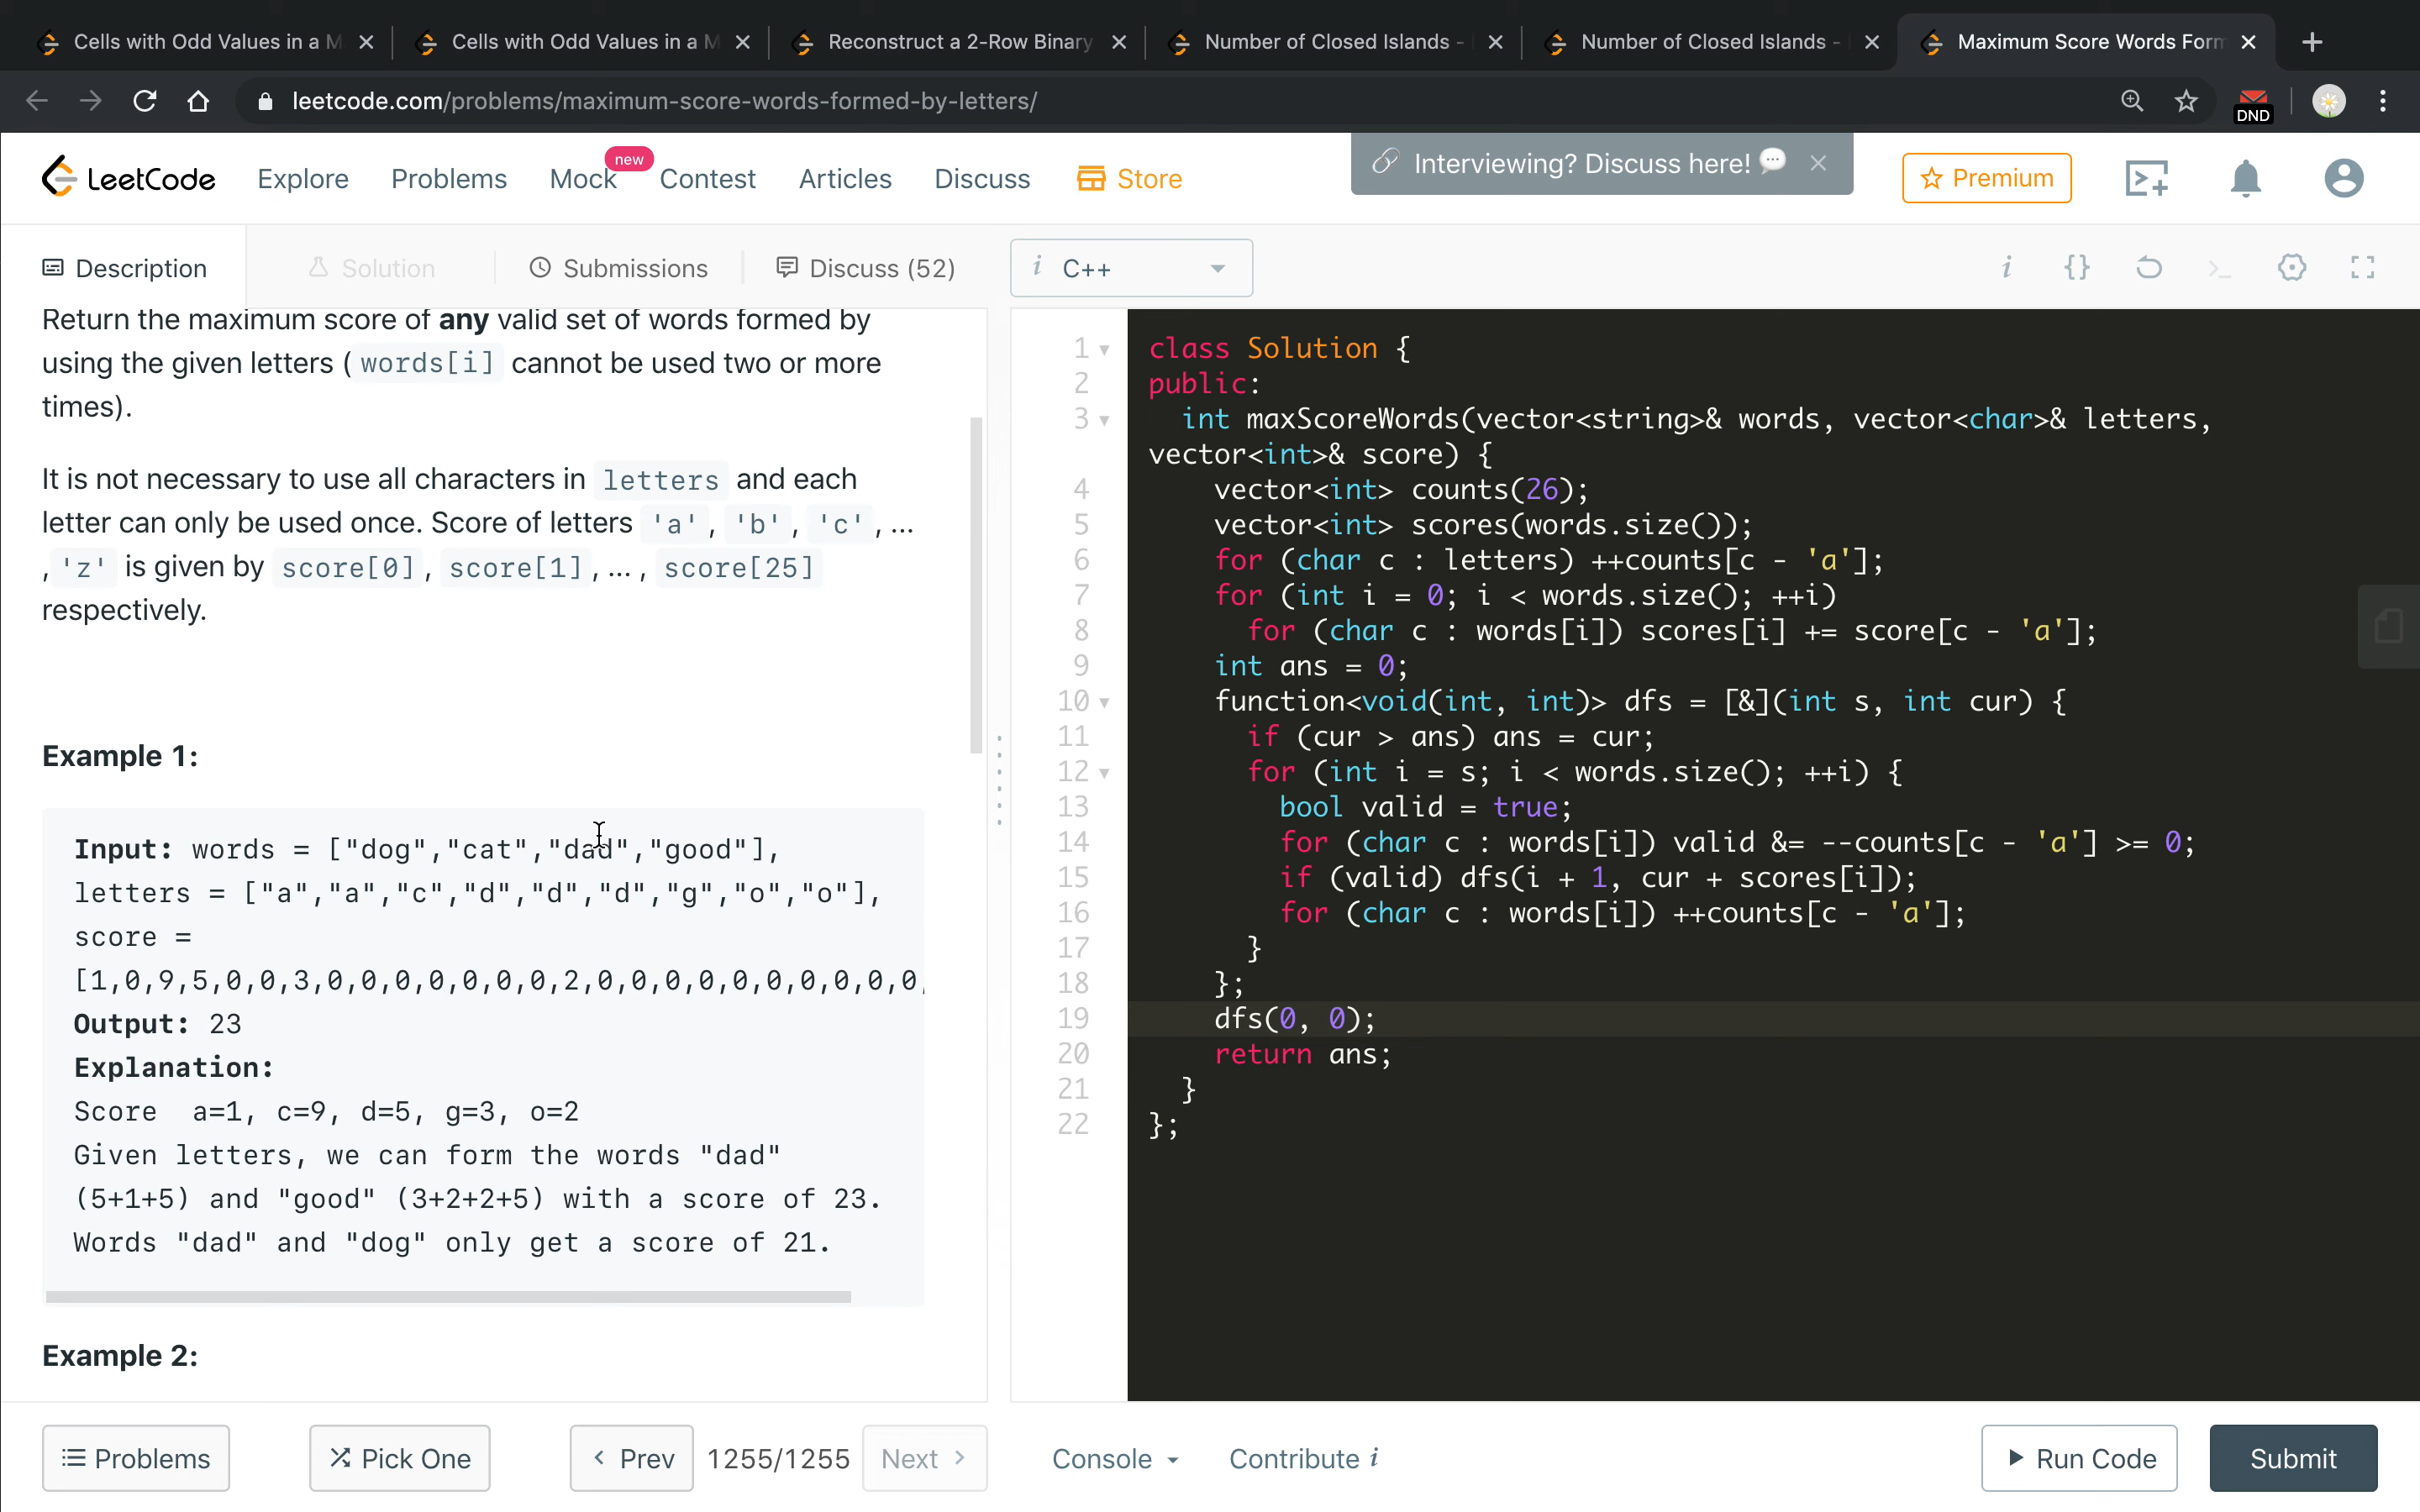 Cells with Odd Values in a M
Cells with Odd Values in a M
Reconstruct a 2-Row Binary
Number of Closed Islands -
Number of Closed Islands -
Maximum Score Words Form
leetcode.com/problems/maximum-score-words-formed-by-letters/
DND
LeetCode
Explore
Problems
Mock
new
Contest
Articles
Discuss
Store
Interviewing? Discuss here! 💬
Premium
Description
Solution
Submissions
Discuss (52)
i C++
Return the maximum score of any valid set of words formed by
using the given letters ( words[i] cannot be used two or more
times).
It is not necessary to use all characters in letters and each
letter can only be used once. Score of letters 'a' , 'b' , 'c' , ...
, 'z' is given by score[0] , score[1] , ... , score[25]
respectively.
Example 1:
Input: words = ["dog","cat","dad","good"],
letters = ["a","a","c","d","d","d","g","o","o"],
score =
[1,0,9,5,0,0,3,0,0,0,0,0,0,0,2,0,0,0,0,0,0,0,0,0,0,
Output: 23
Explanation:
Score  a=1, c=9, d=5, g=3, o=2
Given letters, we can form the words "dad"
(5+1+5) and "good" (3+2+2+5) with a score of 23.
Words "dad" and "dog" only get a score of 21.
Example 2:
1 class Solution {
2 public:
3   int maxScoreWords(vector<string>& words, vector<char>& letters,
vector<int>& score) {
4     vector<int> counts(26);
5     vector<int> scores(words.size());
6     for (char c : letters) ++counts[c - 'a'];
7     for (int i = 0; i < words.size(); ++i)
8       for (char c : words[i]) scores[i] += score[c - 'a'];
9     int ans = 0;
10     function<void(int, int)> dfs = [&](int s, int cur) {
11       if (cur > ans) ans = cur;
12       for (int i = s; i < words.size(); ++i) {
13         bool valid = true;
14         for (char c : words[i]) valid &= --counts[c - 'a'] >= 0;
15         if (valid) dfs(i + 1, cur + scores[i]);
16         for (char c : words[i]) ++counts[c - 'a'];
17       }
18     };
19     dfs(0, 0);
20     return ans;
21   }
22 };
Problems
Pick One
Prev
1255/1255
Next
Console
Contribute i
Run Code
Submit